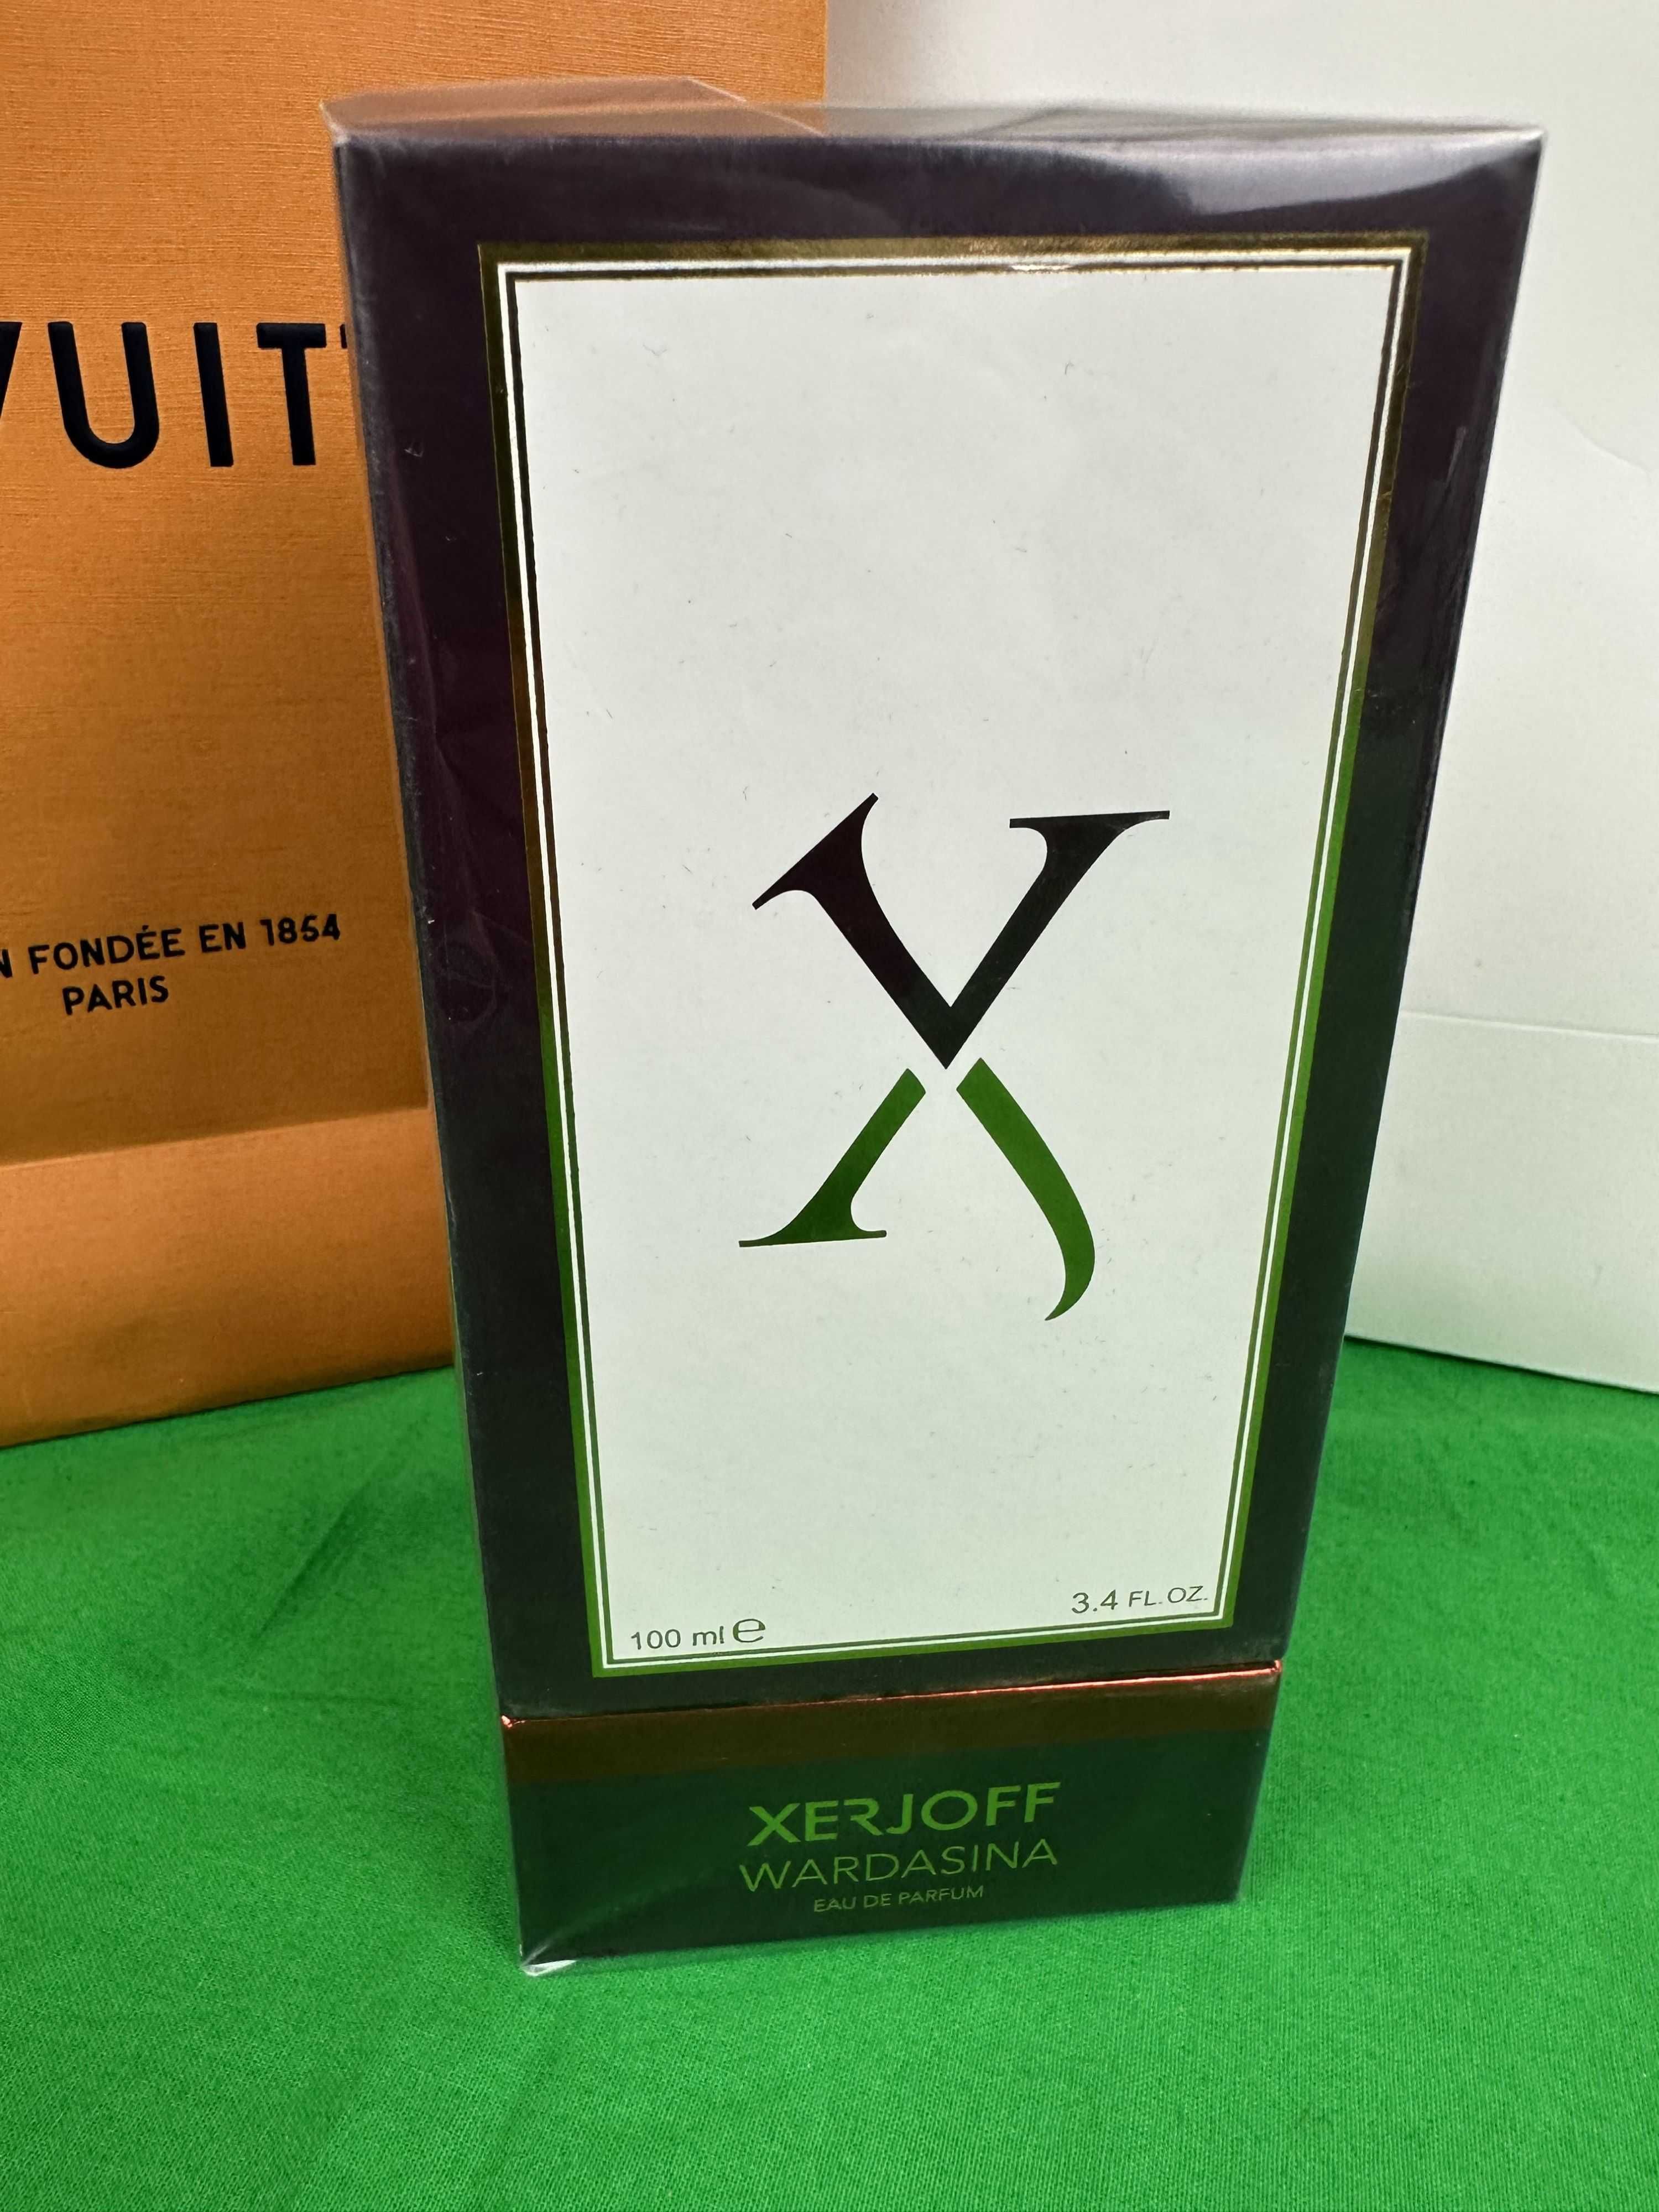 VUIT
N FONDÉE EN 1854
PARIS
X
100 ml e
3.4 FL.OZ.
XERJOFF
WARDASINA
EAU DE PARFUM